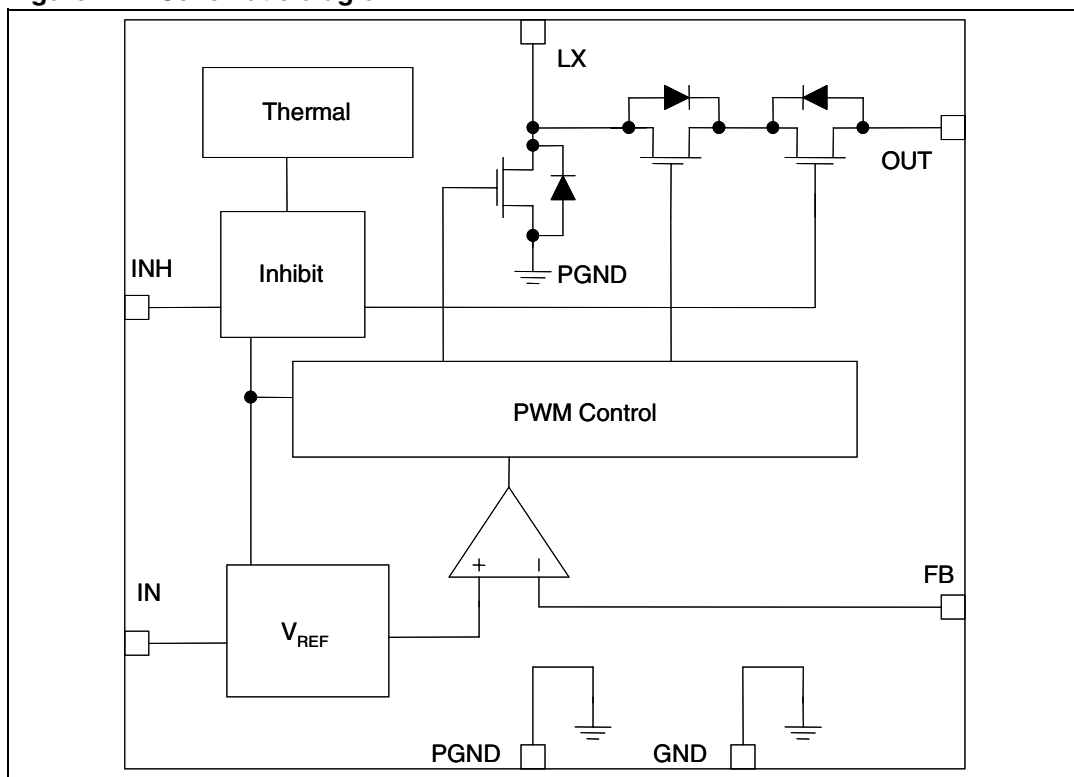 LX
Thermal
OUT
INH
Inhibit
PGND
PWM Control
+
−
FB
IN
VREF
PGND
GND